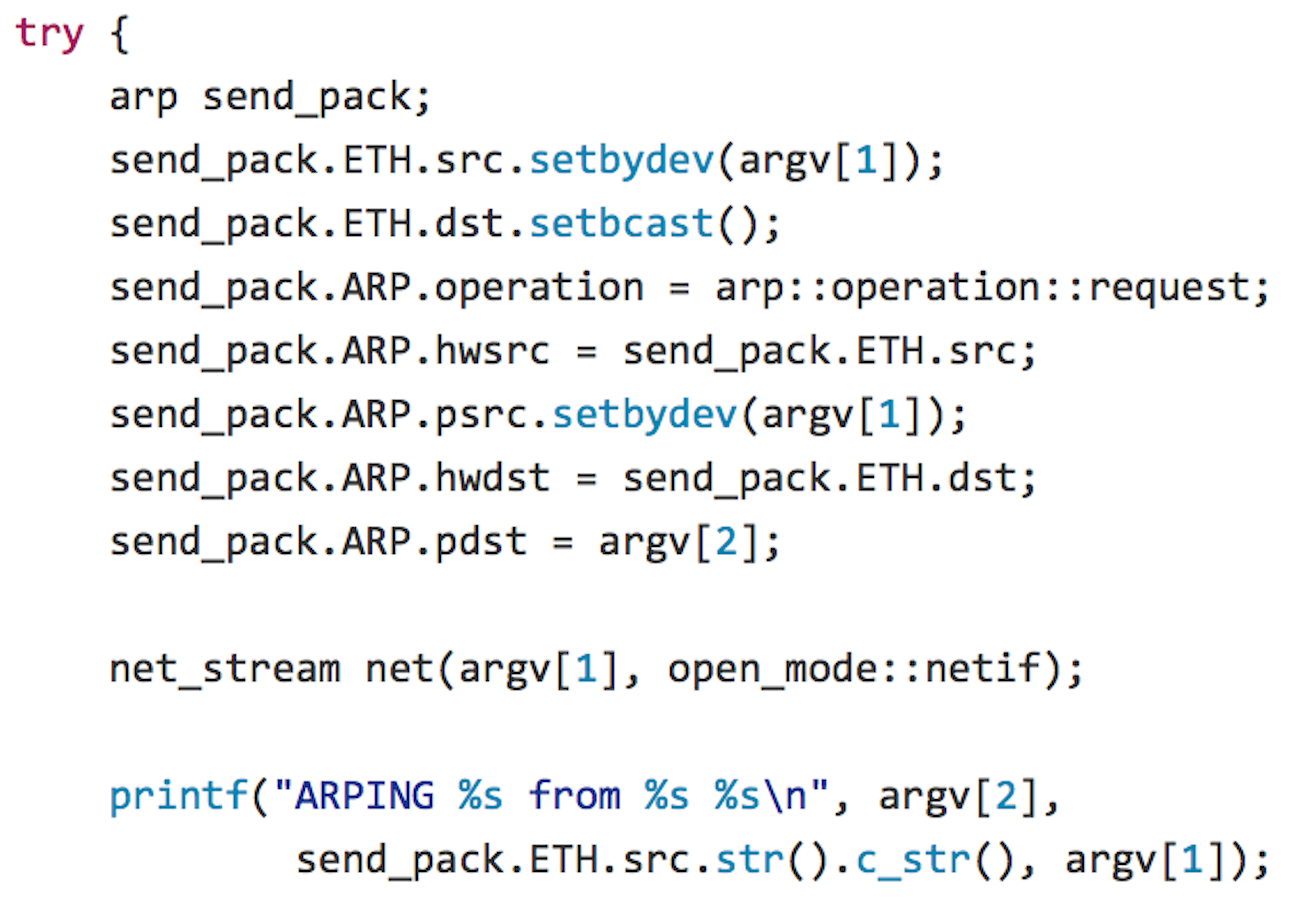 try {
    arp send_pack;
    send_pack.ETH.src.setbydev(argv[1]);
    send_pack.ETH.dst.setbcast();
    send_pack.ARP.operation = arp::operation::request;
    send_pack.ARP.hwsrc = send_pack.ETH.src;
    send_pack.ARP.psrc.setbydev(argv[1]);
    send_pack.ARP.hwdst = send_pack.ETH.dst;
    send_pack.ARP.pdst = argv[2];
    net_stream net(argv[1], open_mode::netif);
    printf("ARPING %s from %s %s\n", argv[2],
            send_pack.ETH.src.str().c_str(), argv[1]);